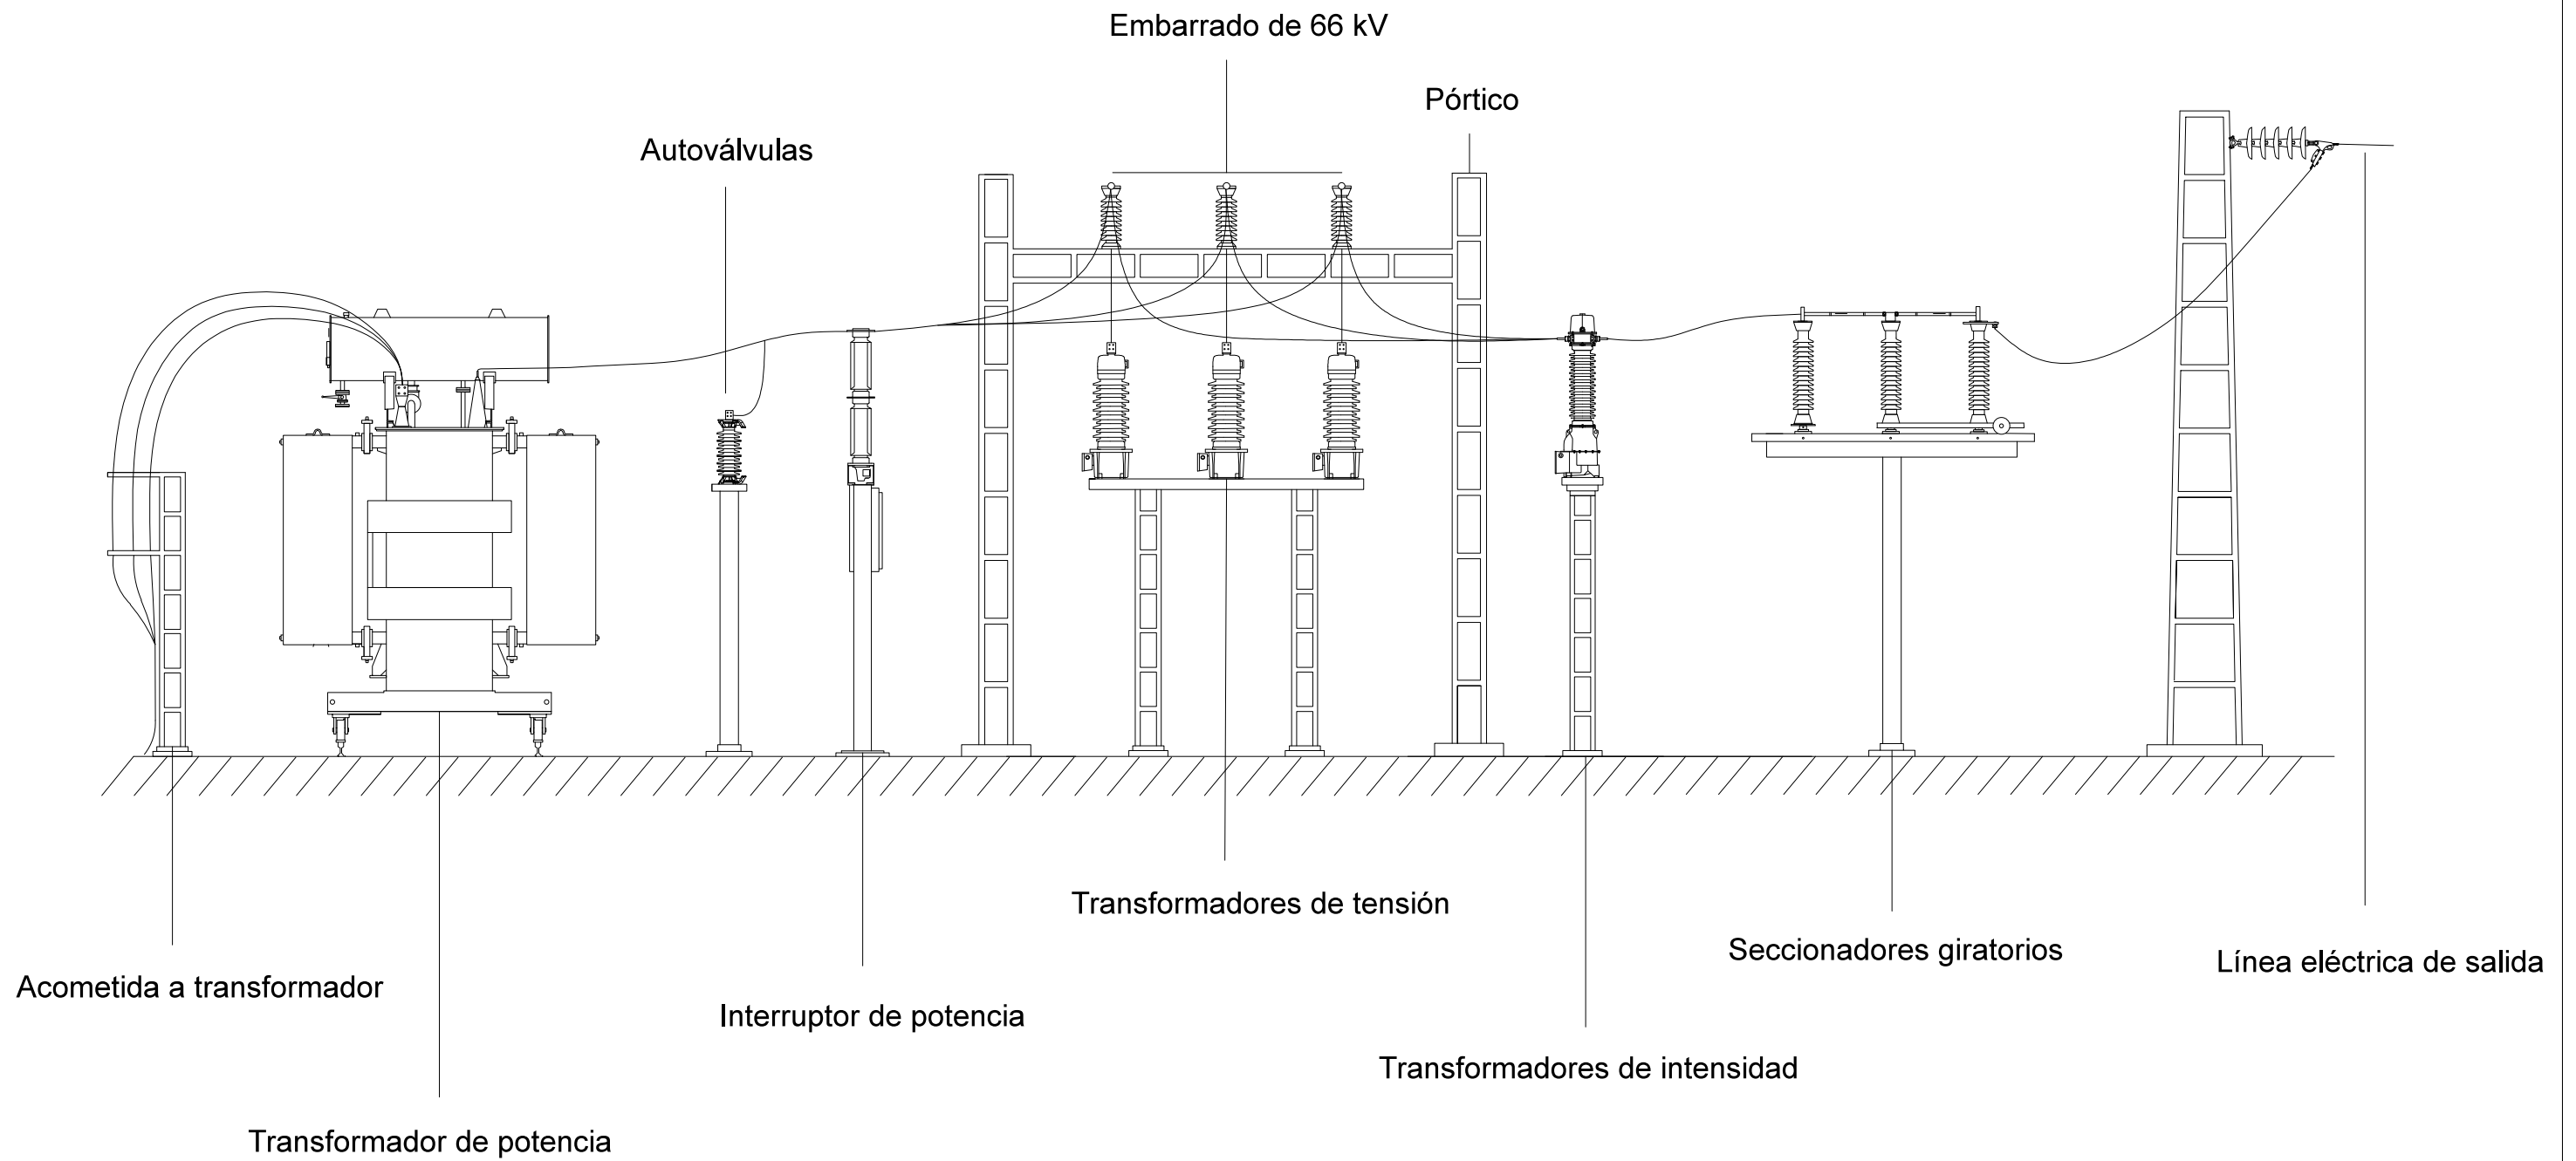 Embarrado de 66 kV
Pórtico
Autoválvulas
Transformadores de tensión
Seccionadores giratorios
Línea eléctrica de salida
Acometida a transformador
Interruptor de potencia
Transformadores de intensidad
Transformador de potencia